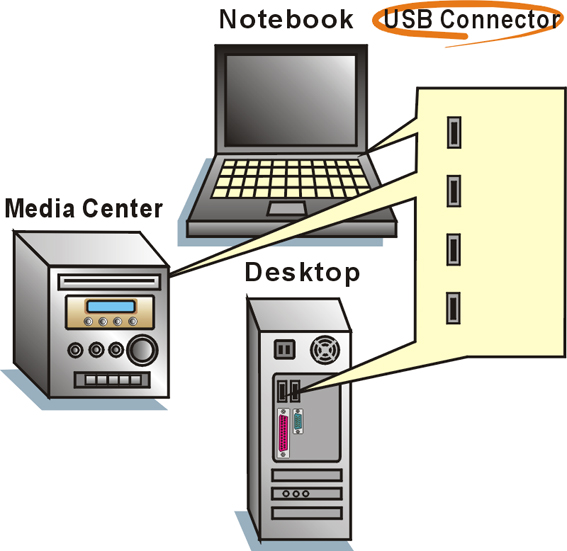 Notebook
USB Connector
Media Center
Desktop